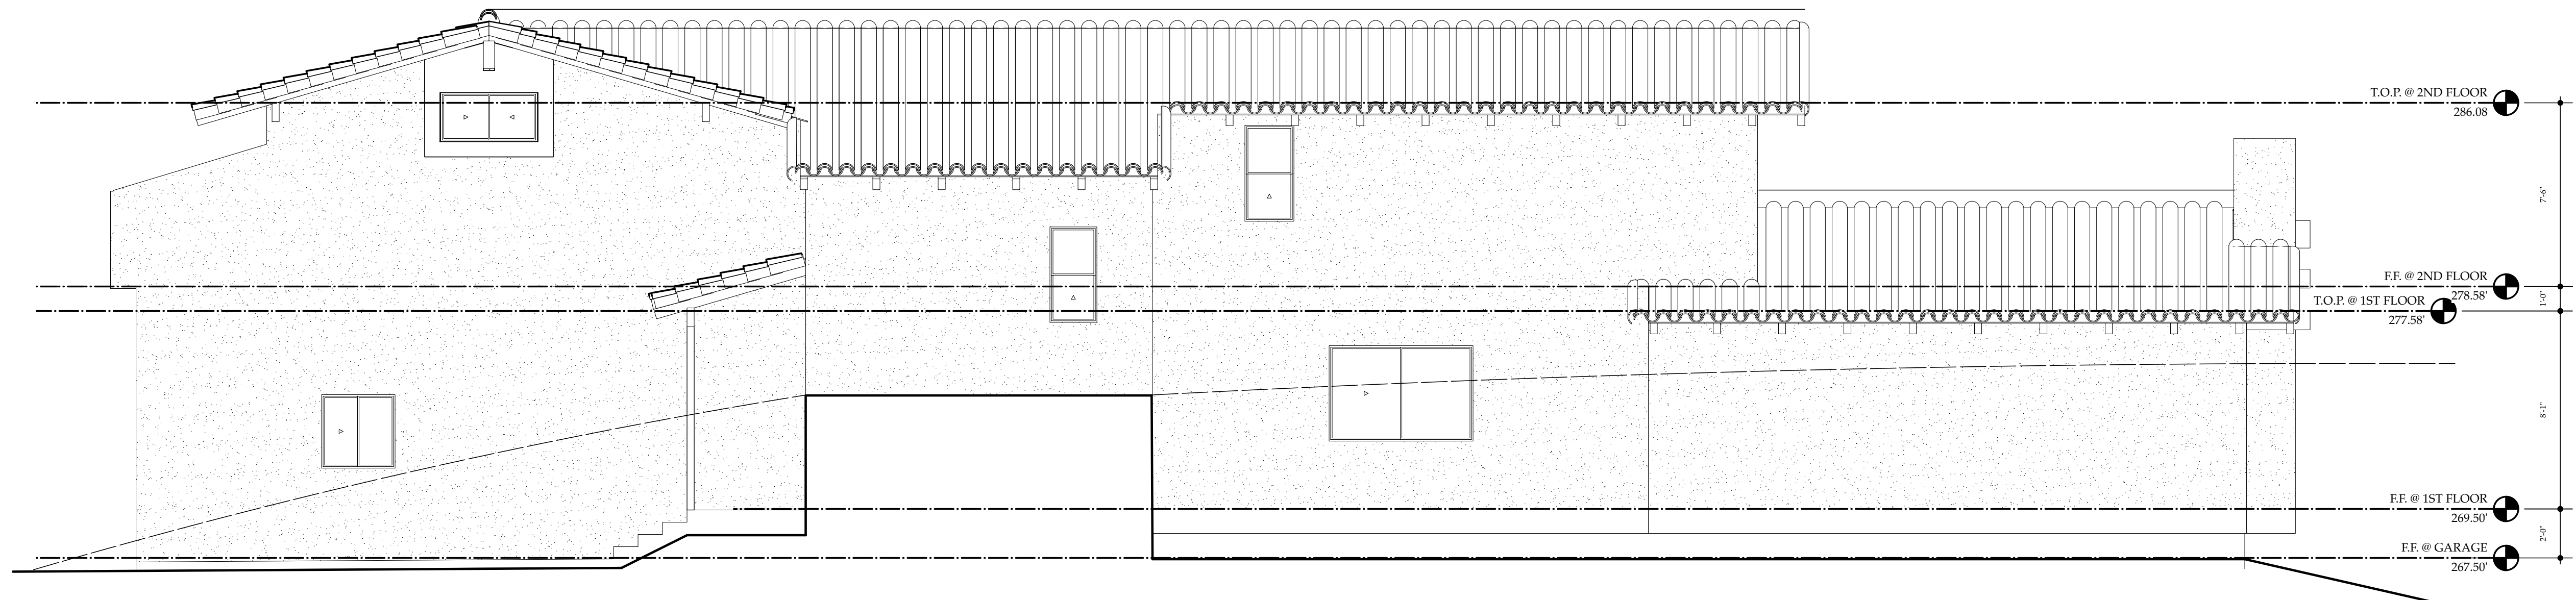 T.O.P. @ 2ND FLOOR
286.08
7'-6"
F.F. @ 2ND FLOOR
278.58'
1'-0"
T.O.P. @ 1ST FLOOR
277.58'
8'-1"
F.F. @ 1ST FLOOR
269.50'
2'-0"
F.F. @ GARAGE
267.50'